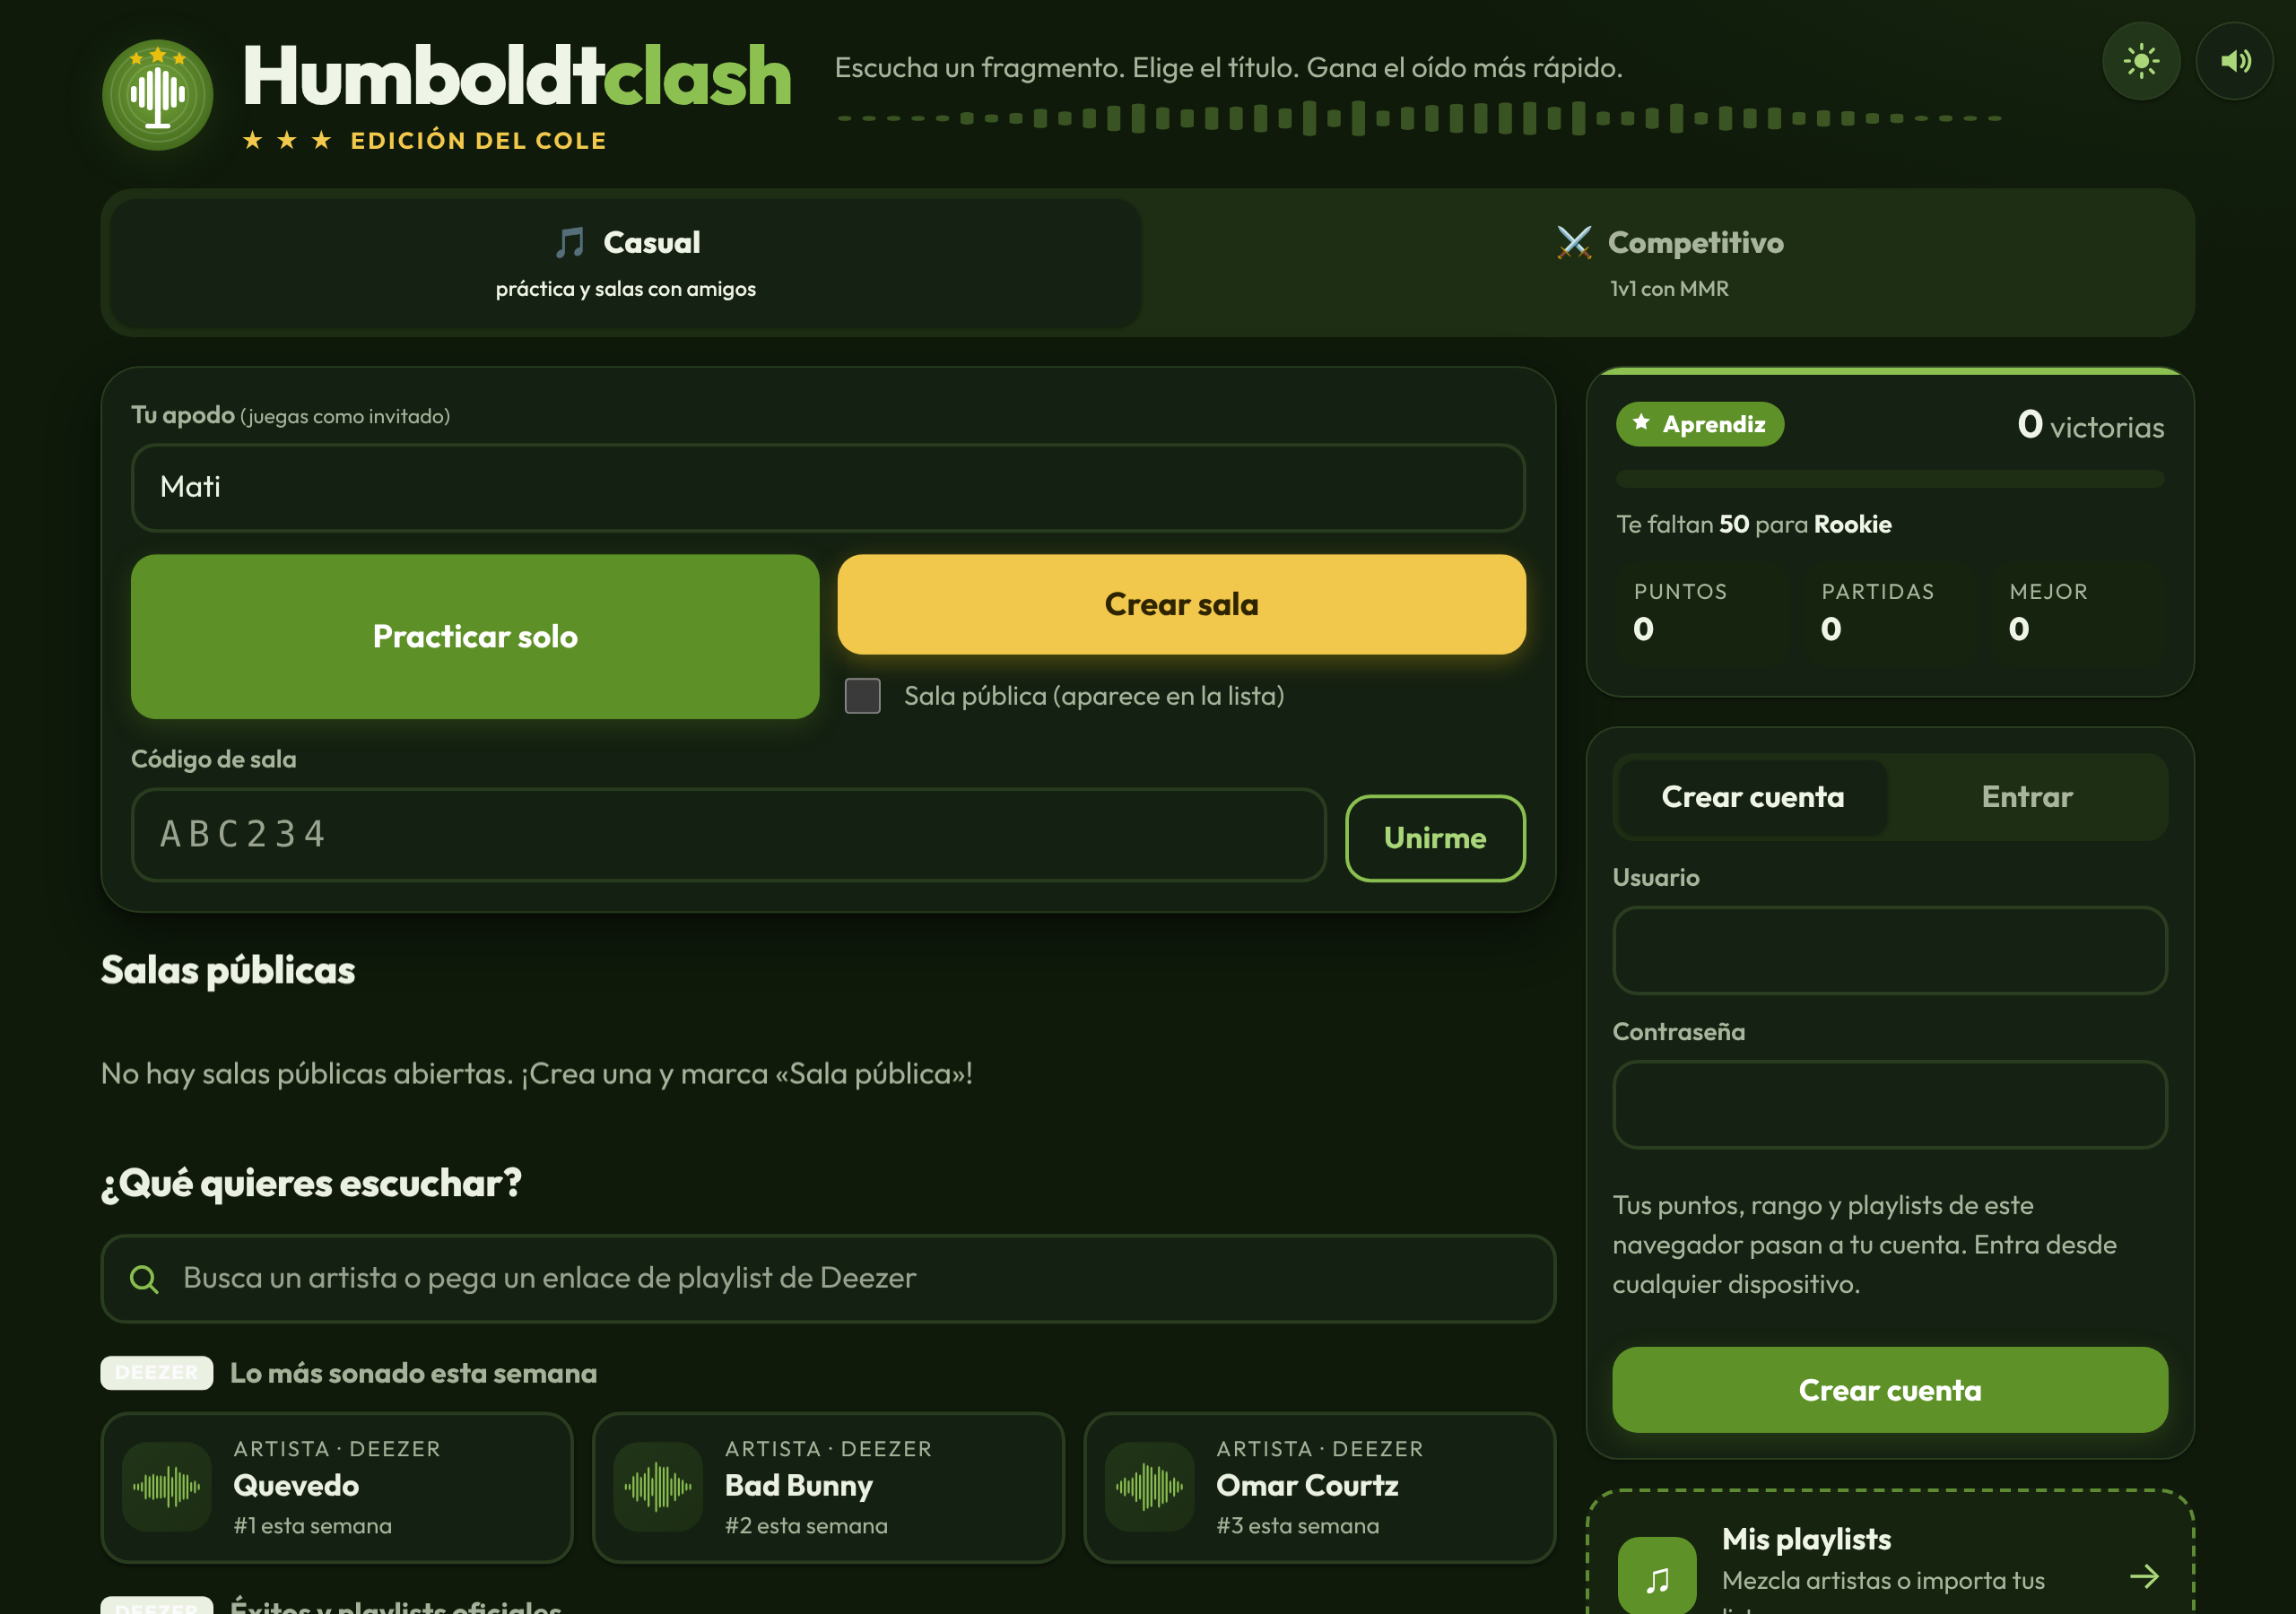 Humboldtclash
★ ★ ★ EDICIÓN DEL COLE
Escucha un fragmento. Elige el título. Gana el oído más rápido.
Casual
práctica y salas con amigos
Competitivo
1v1 con MMR
Tu apodo (juegas como invitado)
Mati
Practicar solo
Crear sala
Sala pública (aparece en la lista)
Código de sala
ABC234
Unirme
Salas públicas
No hay salas públicas abiertas. ¡Crea una y marca «Sala pública»!
¿Qué quieres escuchar?
Busca un artista o pega un enlace de playlist de Deezer
DEEZER Lo más sonado esta semana
ARTISTA · DEEZER
Quevedo
#1 esta semana
ARTISTA · DEEZER
Bad Bunny
#2 esta semana
ARTISTA · DEEZER
Omar Courtz
#3 esta semana
DEEZER Éxitos y playlists oficiales
Aprendiz
0 victorias
Te faltan 50 para Rookie
PUNTOS
0
PARTIDAS
0
MEJOR
0
Crear cuenta
Entrar
Usuario
Contraseña
Tus puntos, rango y playlists de este
navegador pasan a tu cuenta. Entra desde
cualquier dispositivo.
Crear cuenta
Mis playlists
Mezcla artistas o importa tus